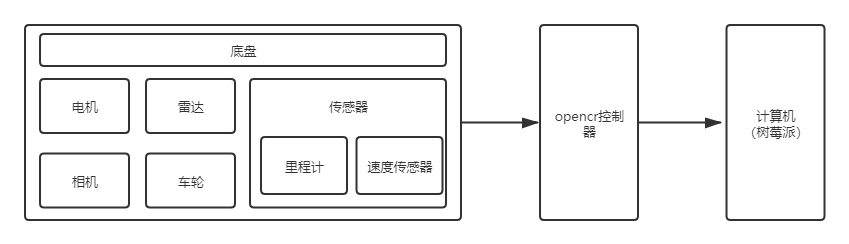 底盘
电机
雷达
传感器
里程计
速度传感器
相机
车轮
opencr控制
器
计算机
（树莓派）